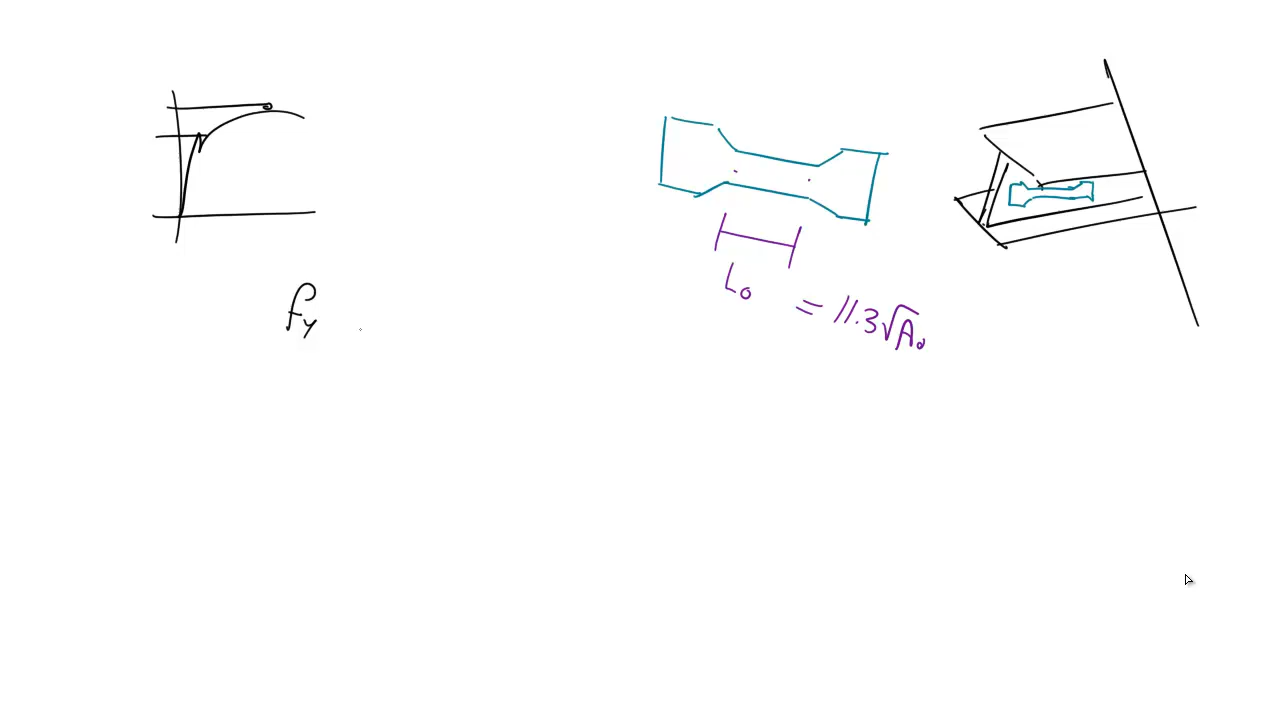 fy
L₀ = 11.3√A₀